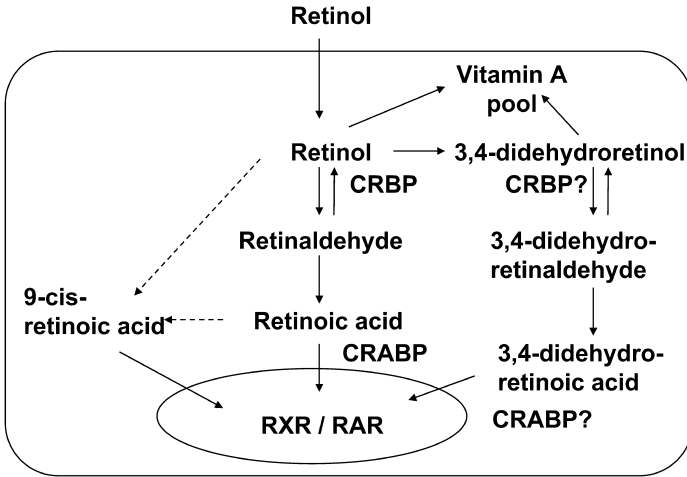 Retinol
Vitamin A
pool
Retinol
3,4-didehydroretinol
CRBP
CRBP?
Retinaldehyde
3,4-didehydro-
retinaldehyde
9-cis-
retinoic acid
Retinoic acid
CRABP
3,4-didehydro-
retinoic acid
CRABP?
RXR / RAR